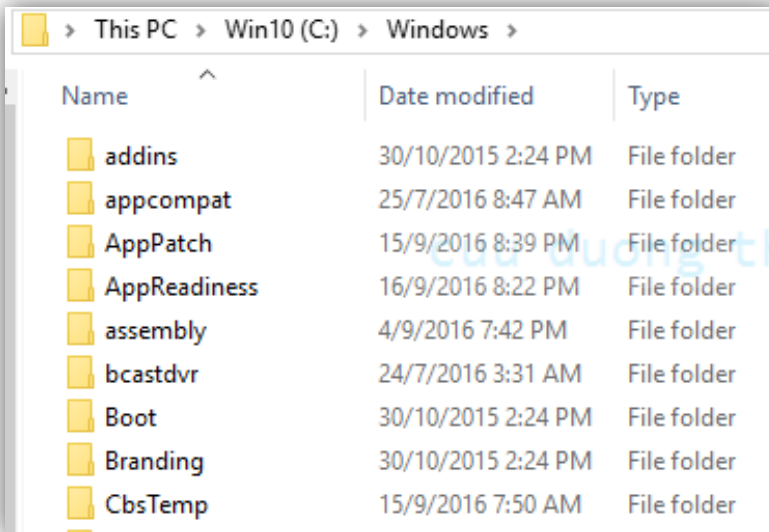 This PC > Win10 (C:) > Windows >
Name Date modified Type
addins 30/10/2015 2:24 PM File folder
appcompat 25/7/2016 8:47 AM File folder
AppPatch 15/9/2016 8:39 PM File folder
cuu duong th
AppReadiness 16/9/2016 8:22 PM File folder
assembly 4/9/2016 7:42 PM File folder
bcastdvr 24/7/2016 3:31 AM File folder
Boot 30/10/2015 2:24 PM File folder
Branding 30/10/2015 2:24 PM File folder
CbsTemp 15/9/2016 7:50 AM File folder